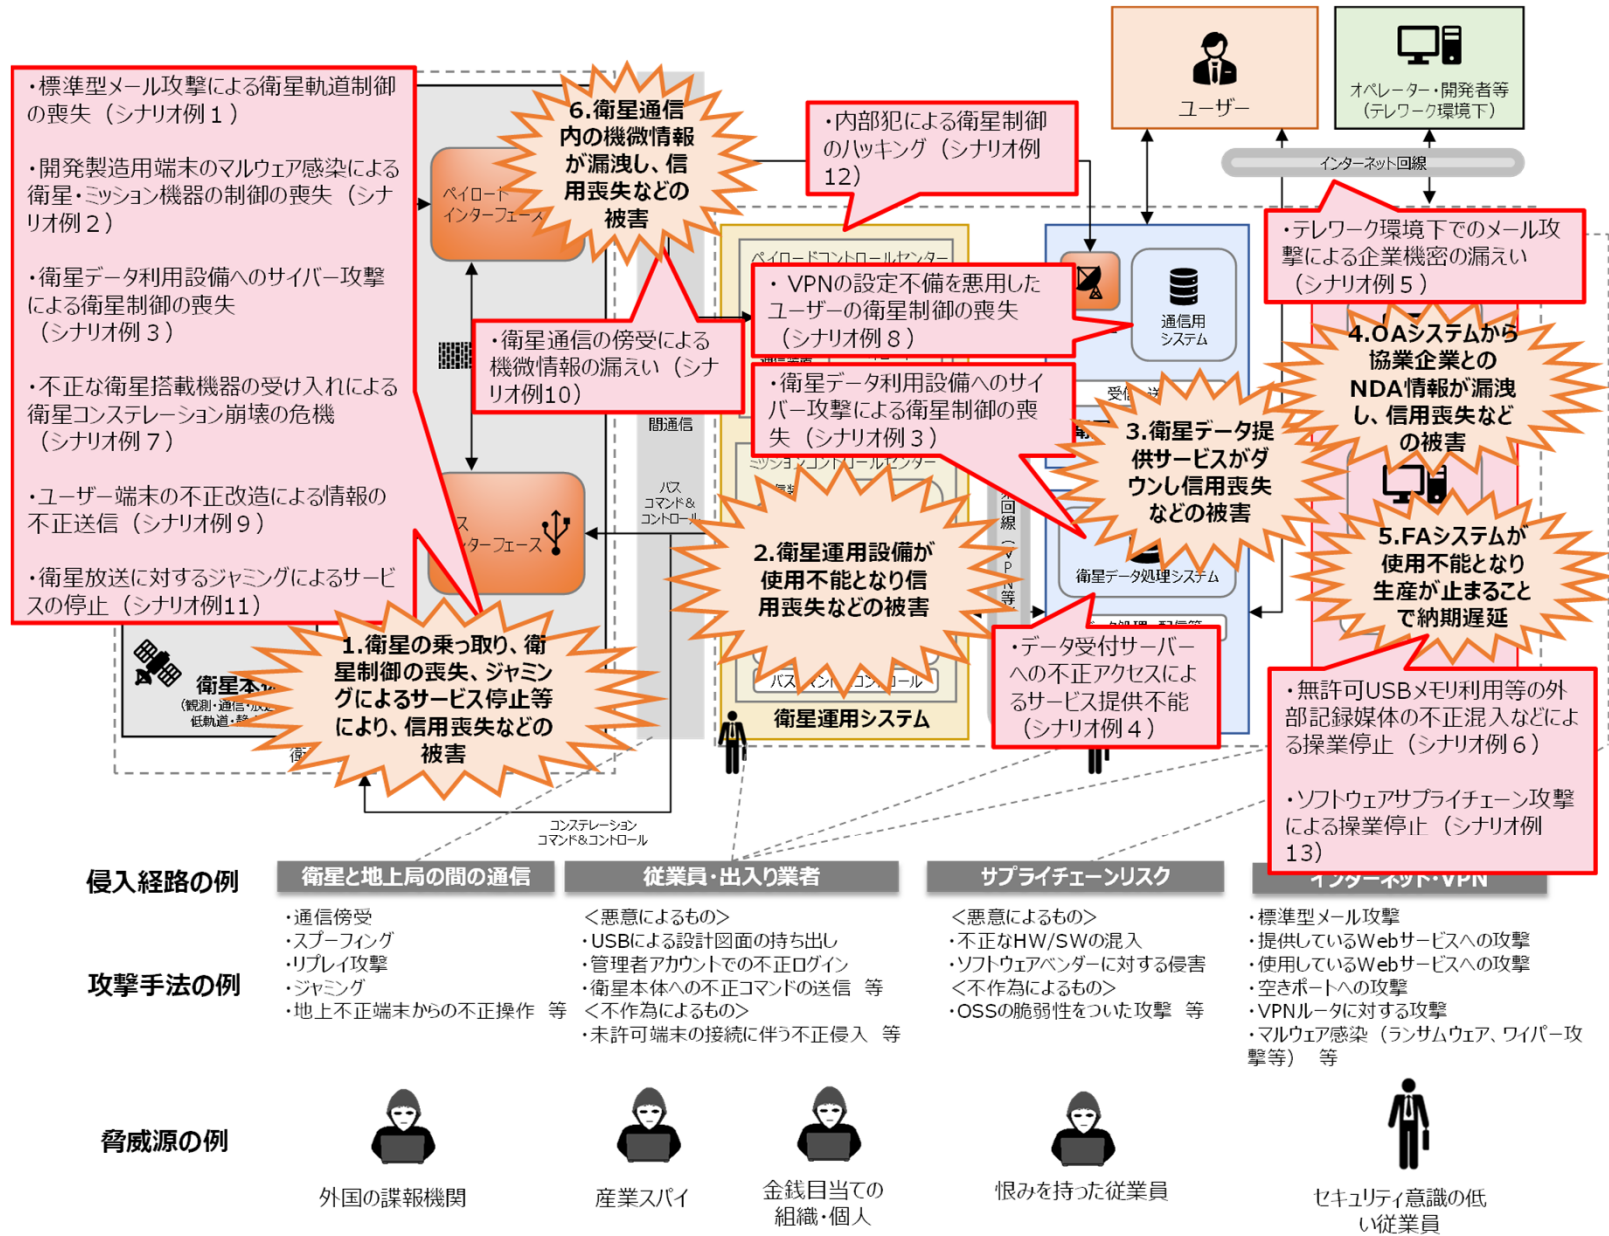 ・標準型メール攻撃による衛星軌道制御
の喪失（シナリオ例１）
・開発製造用端末のマルウェア感染による
衛星・ミッション機器の制御の喪失（シナ
リオ例２）
・衛星データ利用設備へのサイバー攻撃
による衛星制御の喪失
（シナリオ例３）
・不正な衛星搭載機器の受け入れによる
衛星コンステレーション崩壊の危機
（シナリオ例７）
・ユーザー端末の不正改造による情報の
不正送信（シナリオ例９）
・衛星放送に対するジャミングによるサービ
スの停止（シナリオ例11）
6.衛星通信
内の機微情報
が漏洩し、信
用喪失などの
被害
ペイロード
インターフェース
・内部犯による衛星制御
のハッキング（シナリオ例
12）
ユーザー
オペレーター・開発者等
（テレワーク環境下）
インターネット回線
・テレワーク環境下でのメール攻
撃による企業機密の漏えい
（シナリオ例５）
ペイロードコントロールセンター
・VPNの設定不備を悪用した
ユーザーの衛星制御の喪失
（シナリオ例８）
通信用
システム
・衛星通信の傍受による
機微情報の漏えい（シナ
リオ例10）
・衛星データ利用設備へのサイ
バー攻撃による衛星制御の喪
失（シナリオ例３）
間通信
ミッションコントロールセンター
4.OAシステムから
協業企業との
NDA情報が漏洩
し、信用喪失など
の被害
3.衛星データ提
供サービスがダ
ウンし信用喪失
などの被害
バス
コマンド&
コントロール
ターフェース
2.衛星運用設備が
使用不能となり信
用喪失などの被害
回線（VPN等
衛星データ処理システム
5.FAシステムが
使用不能となり
生産が止まること
で納期遅延
1.衛星の乗っ取り、衛
星制御の喪失、ジャミン
グによるサービス停止等
により、信用喪失などの
被害
衛星本
（観測・通信・放
低軌道・静
衛星運用システム
・データ受付サーバー
への不正アクセスによ
るサービス提供不能
（シナリオ例４）
・無許可USBメモリ利用等の外
部記録媒体の不正混入などによ
る操業停止（シナリオ例６）
・ソフトウェアサプライチェーン攻撃
による操業停止（シナリオ例
13）
コンステレーション
コマンド&コントロール
侵入経路の例
衛星と地上局の間の通信
従業員・出入り業者
サプライチェーンリスク
インターネット・VPN
攻撃手法の例
・通信傍受
・スプーフィング
・リプレイ攻撃
・ジャミング
・地上不正端末からの不正操作　等
＜悪意によるもの＞
・USBによる設計図面の持ち出し
・管理者アカウントでの不正ログイン
・衛星本体への不正コマンドの送信　等
＜不作為によるもの＞
・未許可端末の接続に伴う不正侵入　等
＜悪意によるもの＞
・不正なHW/SWの混入
・ソフトウェアベンダーに対する侵害
＜不作為によるもの＞
・OSSの脆弱性をついた攻撃　等
・標準型メール攻撃
・提供しているWebサービスへの攻撃
・使用しているWebサービスへの攻撃
・空きポートへの攻撃
・VPNルータに対する攻撃
・マルウェア感染（ランサムウェア、ワイパー攻
撃等）　等
脅威源の例
外国の諜報機関
産業スパイ
金銭目当ての
組織・個人
恨みを持った従業員
セキュリティ意識の低
い従業員